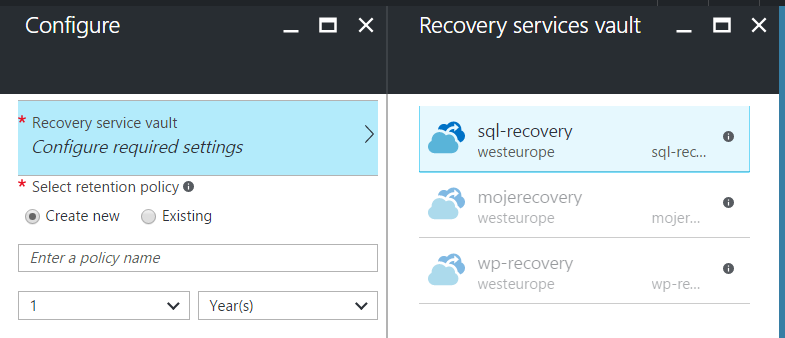 Configure
* Recovery service vault
Configure required settings
* Select retention policy
Create new
Existing
Enter a policy name
1
Year(s)
Recovery services vault
sql-recovery
westeurope sql-rec...
mojerecovery
westeurope mojer...
wp-recovery
westeurope wp-re...